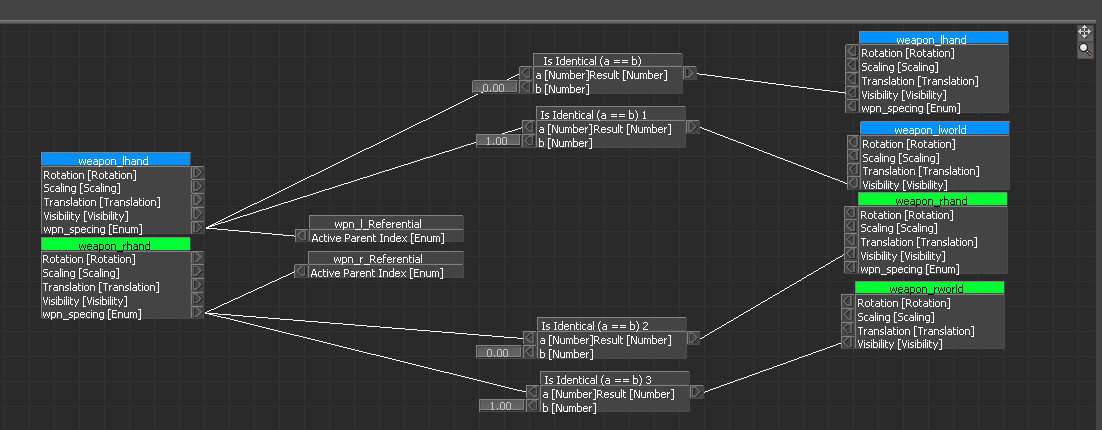 weapon_lhand
Rotation [Rotation]
Scaling [Scaling]
Translation [Translation]
Visibility [Visibility]
wpn_specing [Enum]
weapon_rhand
Rotation [Rotation]
Scaling [Scaling]
Translation [Translation]
Visibility [Visibility]
wpn_specing [Enum]
wpn_l_Referential
Active Parent Index [Enum]
wpn_r_Referential
Active Parent Index [Enum]
Is Identical (a == b)
a [Number]Result [Number]
0.00
b [Number]
Is Identical (a == b) 1
a [Number]Result [Number]
1.00
b [Number]
Is Identical (a == b) 2
a [Number]Result [Number]
0.00
b [Number]
Is Identical (a == b) 3
a [Number]Result [Number]
1.00
b [Number]
weapon_lhand
Rotation [Rotation]
Scaling [Scaling]
Translation [Translation]
Visibility [Visibility]
wpn_specing [Enum]
weapon_lworld
Rotation [Rotation]
Scaling [Scaling]
Translation [Translation]
Visibility [Visibility]
weapon_rhand
Rotation [Rotation]
Scaling [Scaling]
Translation [Translation]
Visibility [Visibility]
wpn_specing [Enum]
weapon_rworld
Rotation [Rotation]
Scaling [Scaling]
Translation [Translation]
Visibility [Visibility]